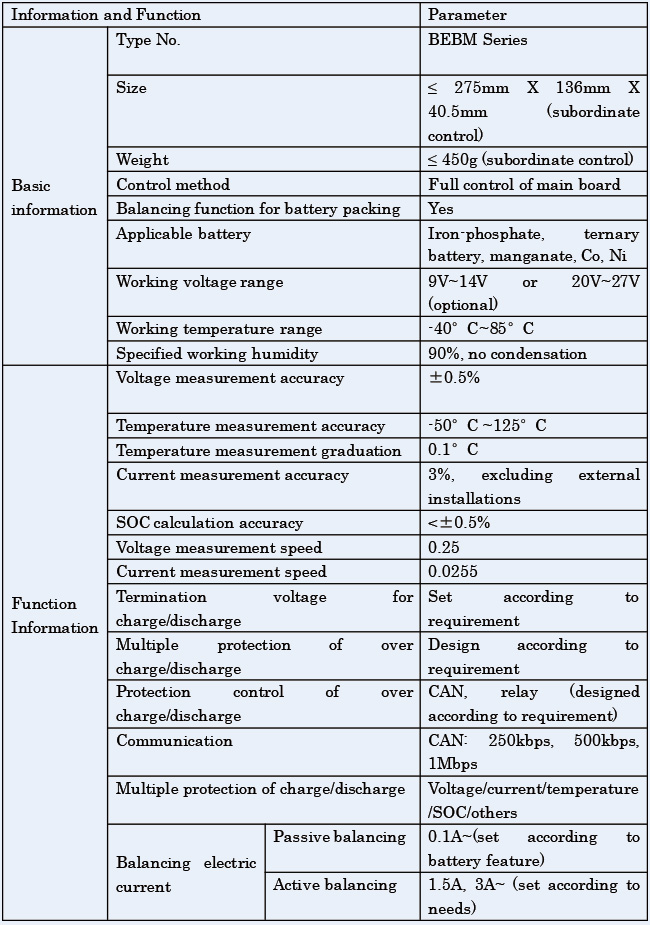 Information and Function Parameter
Basic
information
Type No. BEBM Series
Size ≤ 275mm X 136mm X
40.5mm (subordinate
control)
Weight ≤ 450g (subordinate control)
Control method Full control of main board
Balancing function for battery packing Yes
Applicable battery Iron-phosphate, ternary
battery, manganate, Co, Ni
Working voltage range 9V~14V or 20V~27V
(optional)
Working temperature range -40° C~85° C
Specified working humidity 90%, no condensation
Function
Information
Voltage measurement accuracy ±0.5%
Temperature measurement accuracy -50° C ~125° C
Temperature measurement graduation 0.1° C
Current measurement accuracy 3%, excluding external
installations
SOC calculation accuracy <±0.5%
Voltage measurement speed 0.25
Current measurement speed 0.0255
Termination voltage for
charge/discharge
Set according to
requirement
Multiple protection of over
charge/discharge
Design according to
requirement
Protection control of over
charge/discharge
CAN, relay (designed
according to requirement)
Communication CAN: 250kbps, 500kbps,
1Mbps
Multiple protection of charge/discharge Voltage/current/temperature
/SOC/others
Balancing electric
current
Passive balancing 0.1A~(set according to
battery feature)
Active balancing 1.5A, 3A~ (set according to
needs)